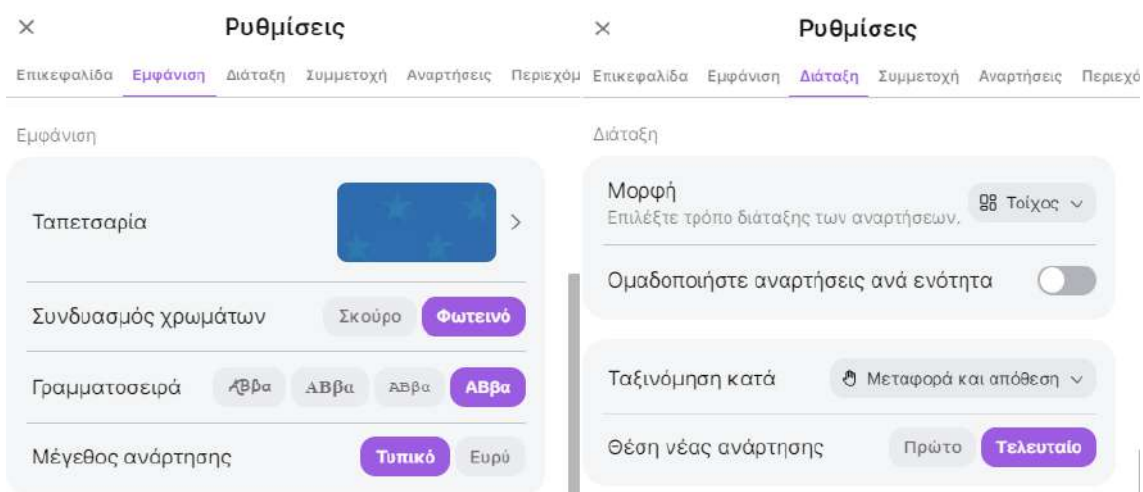 Ρυθμίσεις
Επικεφαλίδα Εμφάνιση Διάταξη Συμμετοχή Αναρτήσεις Περιεχόμ
Εμφάνιση
Ταπετσαρία
Συνδυασμός χρωμάτων Σκούρο Φωτεινό
Γραμματοσειρά ΑΒβα ΑΒβα ΑΒβα ΑΒβα
Μέγεθος ανάρτησης Τυπικό Ευρύ
Ρυθμίσεις
Επικεφαλίδα Εμφάνιση Διάταξη Συμμετοχή Αναρτήσεις Περιεχό
Διάταξη
Μορφή
Επιλέξτε τρόπο διάταξης των αναρτήσεων. Τοίχος
Ομαδοποιήστε αναρτήσεις ανά ενότητα
Ταξινόμηση κατά Μεταφορά και απόθεση
Θέση νέας ανάρτησης Πρώτο Τελευταίο